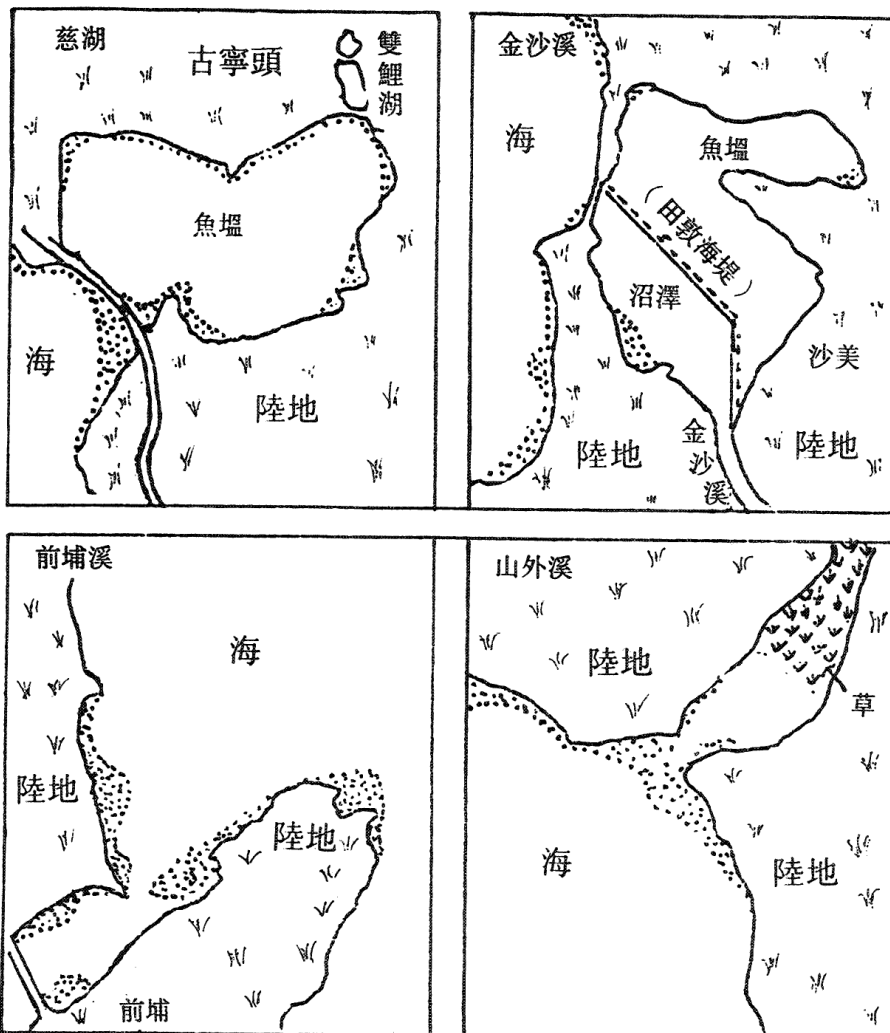 慈湖
古寧頭
雙鯉湖
魚塭
海
陸地
金沙溪
海
魚塭
(田敦海堤)
沼澤
沙美
陸地
金沙溪
陸地
前埔溪
海
陸地
陸地
前埔
山外溪
陸地
草
海
陸地